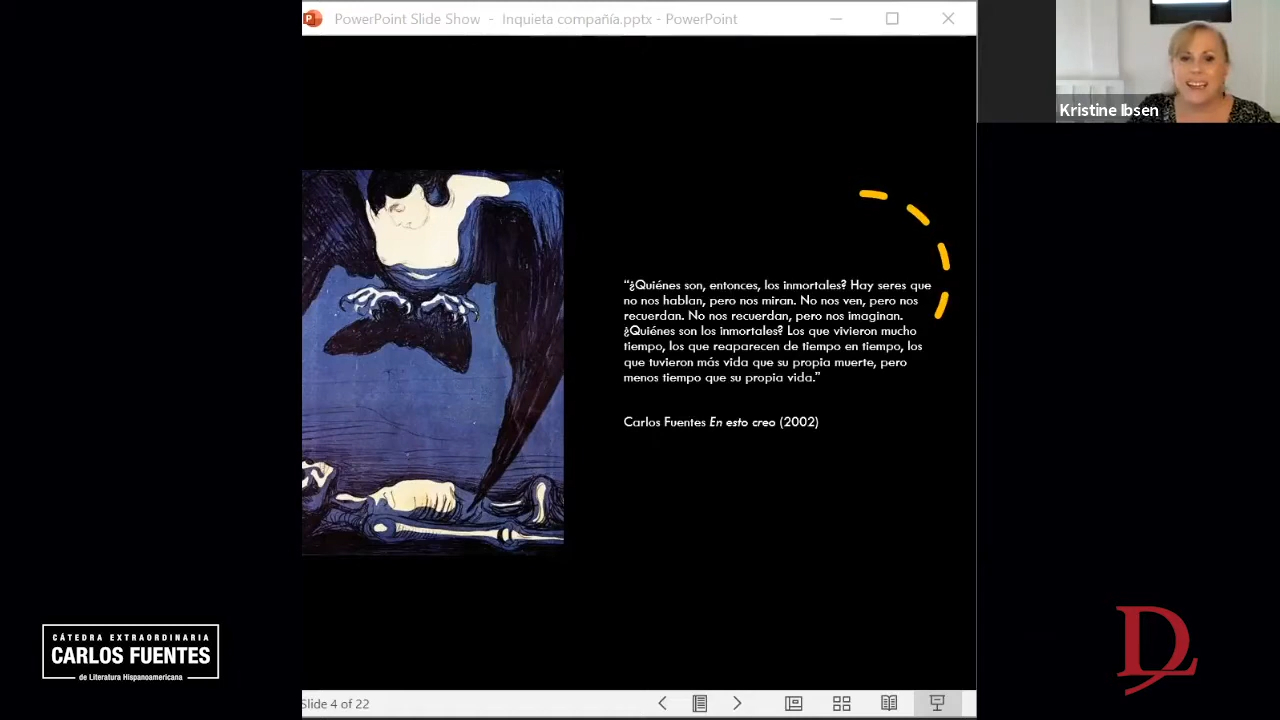 PowerPoint Slide Show - Inquieta compañía.pptx - PowerPoint
Kristine Ibsen
“¿Quiénes son, entonces, los inmortales? Hay seres que
no nos hablan, pero nos miran. No nos ven, pero nos
recuerdan. No nos recuerdan, pero nos imaginan.
¿Quiénes son los inmortales? Los que vivieron mucho
tiempo, los que reaparecen de tiempo en tiempo, los
que tuvieron más vida que su propia muerte, pero
menos tiempo que su propia vida.”
Carlos Fuentes En esto creo (2002)
CÁTEDRA EXTRAORDINARIA
CARLOS FUENTES
de Literatura Hispanoamericana
Slide 4 of 22